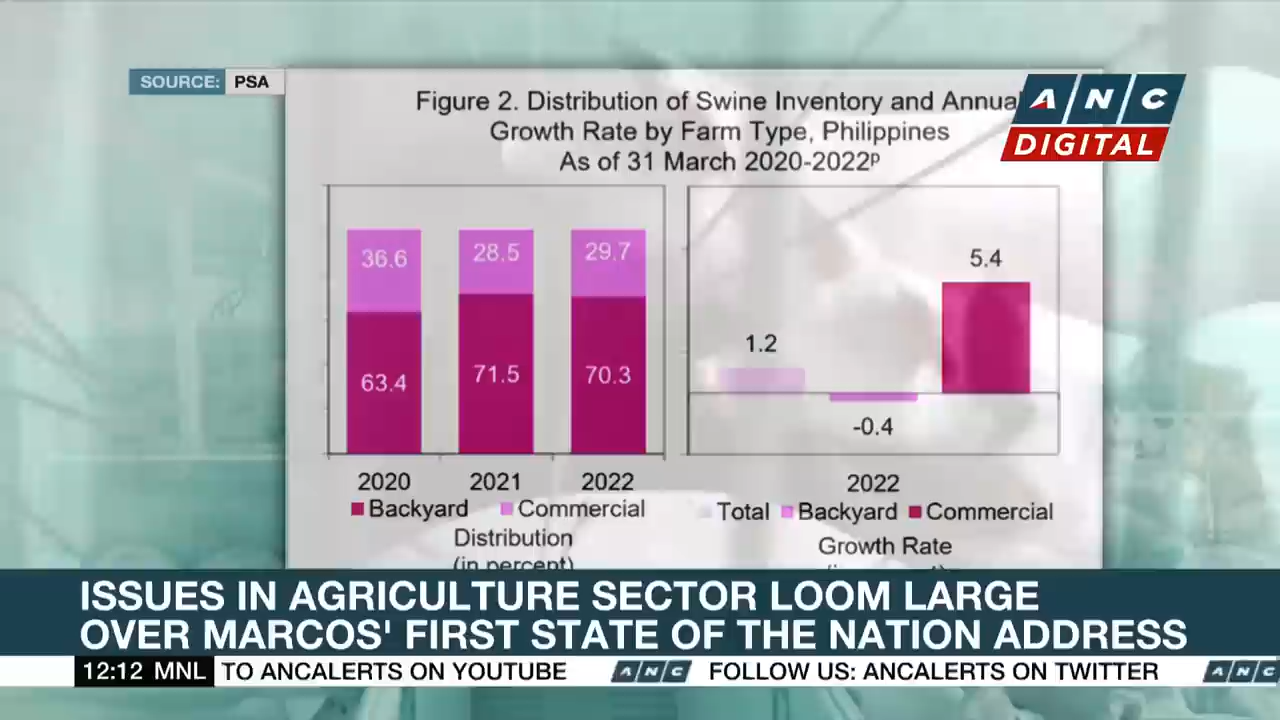 SOURCE: PSA
Figure 2. Distribution of Swine Inventory and Annual
Growth Rate by Farm Type, Philippines
As of 31 March 2020-2022ᵖ
ANC
DIGITAL
36.6
28.5
29.7
63.4
71.5
70.3
2020
2021
2022
Backyard
Commercial
Distribution
(in percent)
5.4
1.2
-0.4
2022
Total
Backyard
Commercial
Growth Rate
ISSUES IN AGRICULTURE SECTOR LOOM LARGE
OVER MARCOS' FIRST STATE OF THE NATION ADDRESS
12:12 MNL TO ANCALERTS ON YOUTUBE ANC FOLLOW US: ANCALERTS ON TWITTER ANC